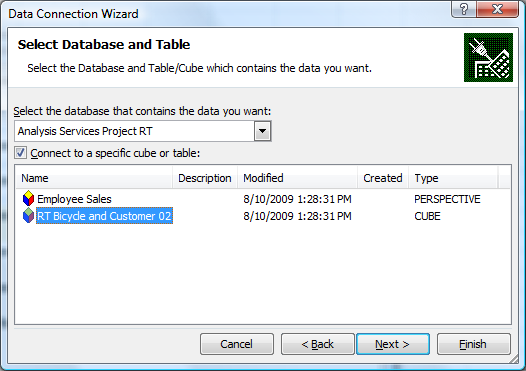 Data Connection Wizard
Select Database and Table
Select the Database and Table/Cube which contains the data you want.
Select the database that contains the data you want:
Analysis Services Project RT
Connect to a specific cube or table:
Name Description Modified Created Type
Employee Sales 8/10/2009 1:28:31 PM PERSPECTIVE
RT Bicycle and Customer 02 8/10/2009 1:28:31 PM CUBE
Cancel < Back Next > Finish